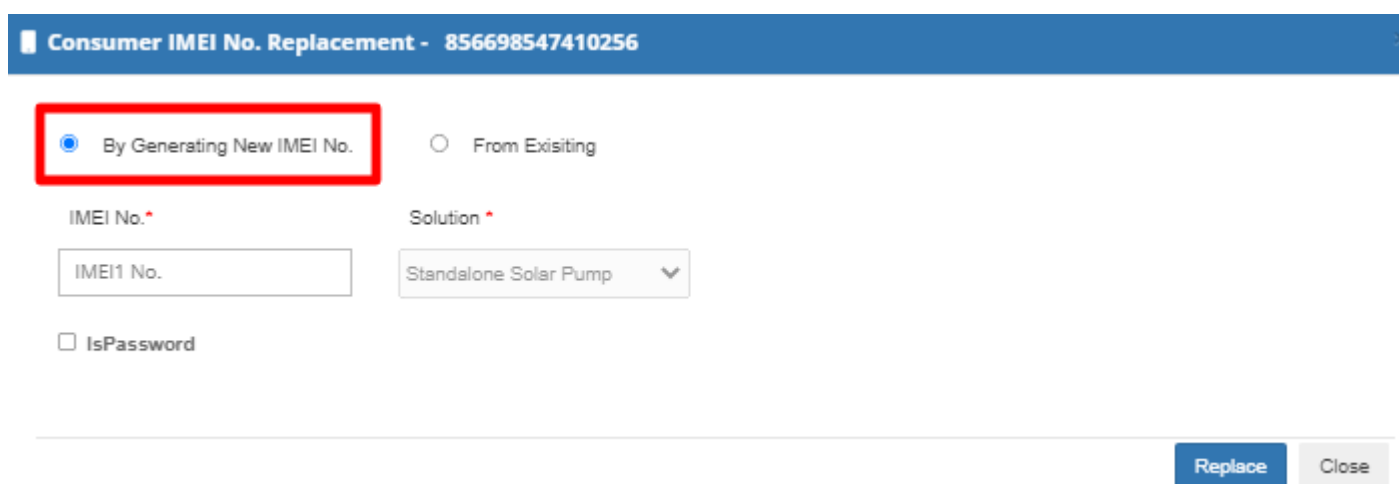 Consumer IMEI No. Replacement - 856698547410256
By Generating New IMEI No. From Exisiting
IMEI No.* Solution *
IMEI1 No. Standalone Solar Pump
IsPassword
Replace Close